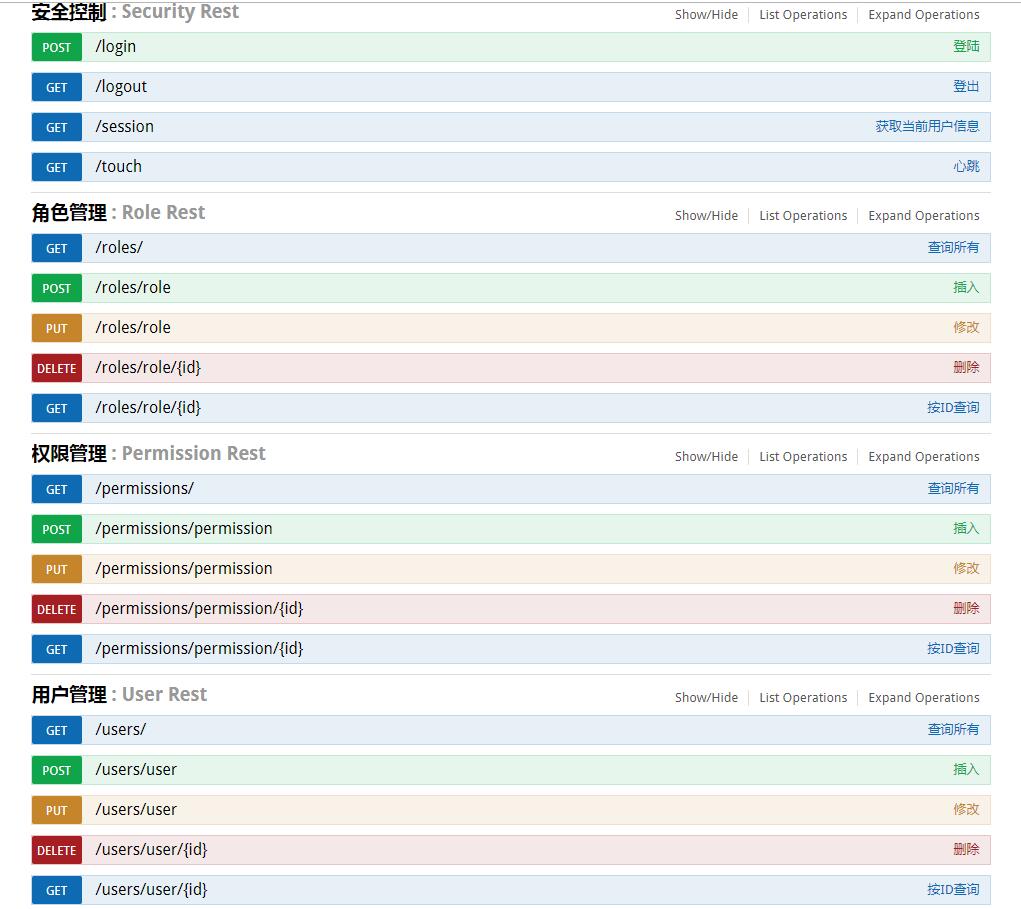 安全控制 : Security Rest Show/Hide List Operations Expand Operations
POST /login 登陆
GET /logout 登出
GET /session 获取当前用户信息
GET /touch 心跳
角色管理 : Role Rest Show/Hide List Operations Expand Operations
GET /roles/ 查询所有
POST /roles/role 插入
PUT /roles/role 修改
DELETE /roles/role/{id} 删除
GET /roles/role/{id} 按ID查询
权限管理 : Permission Rest Show/Hide List Operations Expand Operations
GET /permissions/ 查询所有
POST /permissions/permission 插入
PUT /permissions/permission 修改
DELETE /permissions/permission/{id} 删除
GET /permissions/permission/{id} 按ID查询
用户管理 : User Rest Show/Hide List Operations Expand Operations
GET /users/ 查询所有
POST /users/user 插入
PUT /users/user 修改
DELETE /users/user/{id} 删除
GET /users/user/{id} 按ID查询